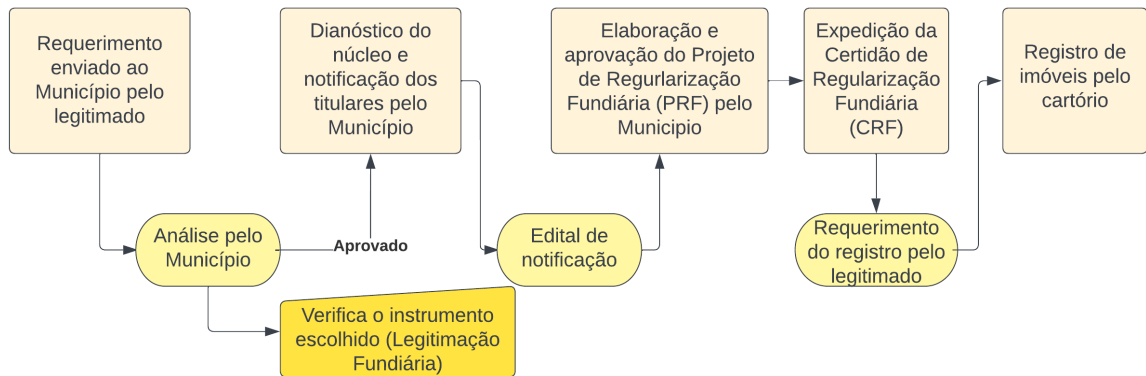 Requerimento
enviado ao
Município pelo
legitimado
Dianóstico do
núcleo e
notificação dos
titulares pelo
Município
Elaboração e
aprovação do Projeto
de Regurlarização
Fundiária (PRF) pelo
Municipio
Expedição da
Certidão de
Regularização
Fundiária
(CRF)
Registro de
imóveis pelo
cartório
Análise pelo
Município
Aprovado
Edital de
notificação
Requerimento
do registro pelo
legitimado
Verifica o instrumento
escolhido (Legitimação
Fundiária)